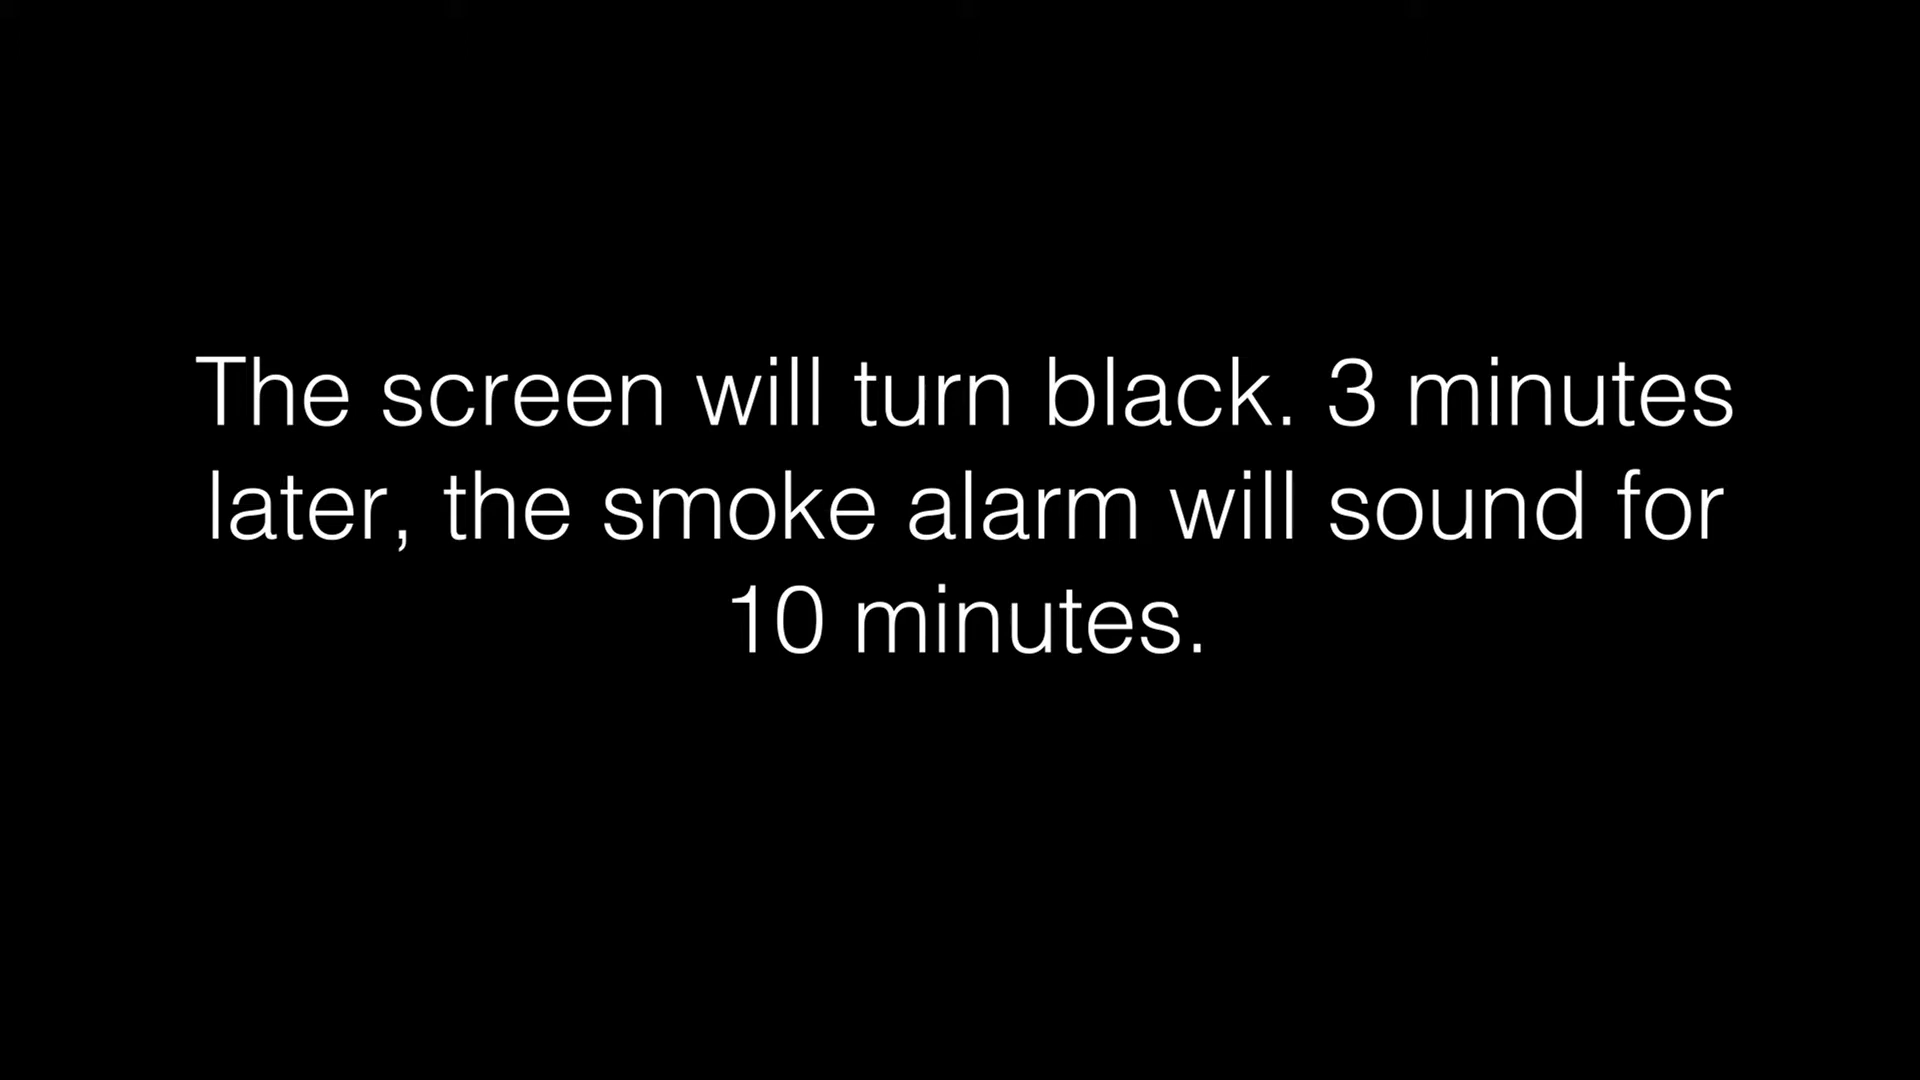 The screen will turn black. 3 minutes
later, the smoke alarm will sound for
10 minutes.